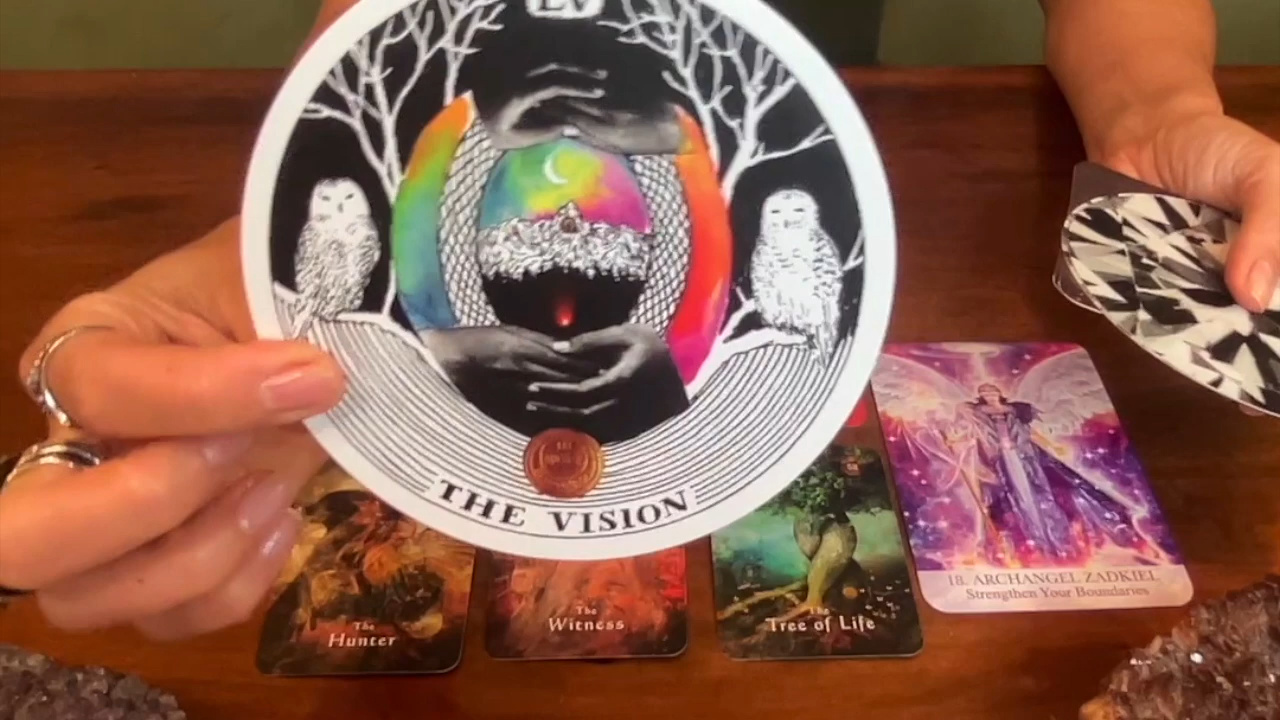 THE VISION
The
Hunter
The
Witness
The
Tree of Life
18. ARCHANGEL ZADKIEL
Strengthen Your Boundaries